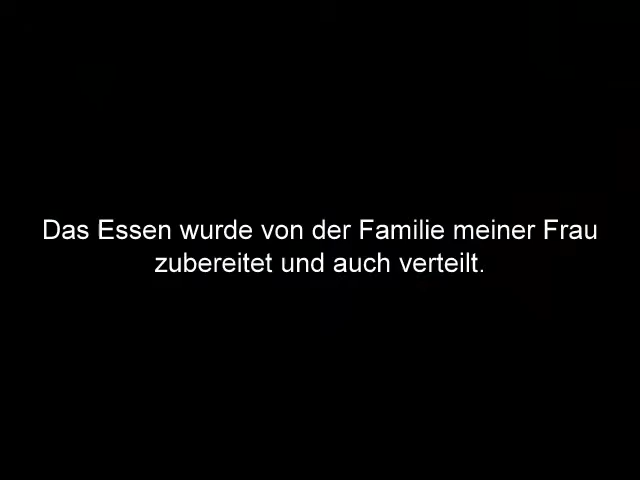 Das Essen wurde von der Familie meiner Frau
zubereitet und auch verteilt.